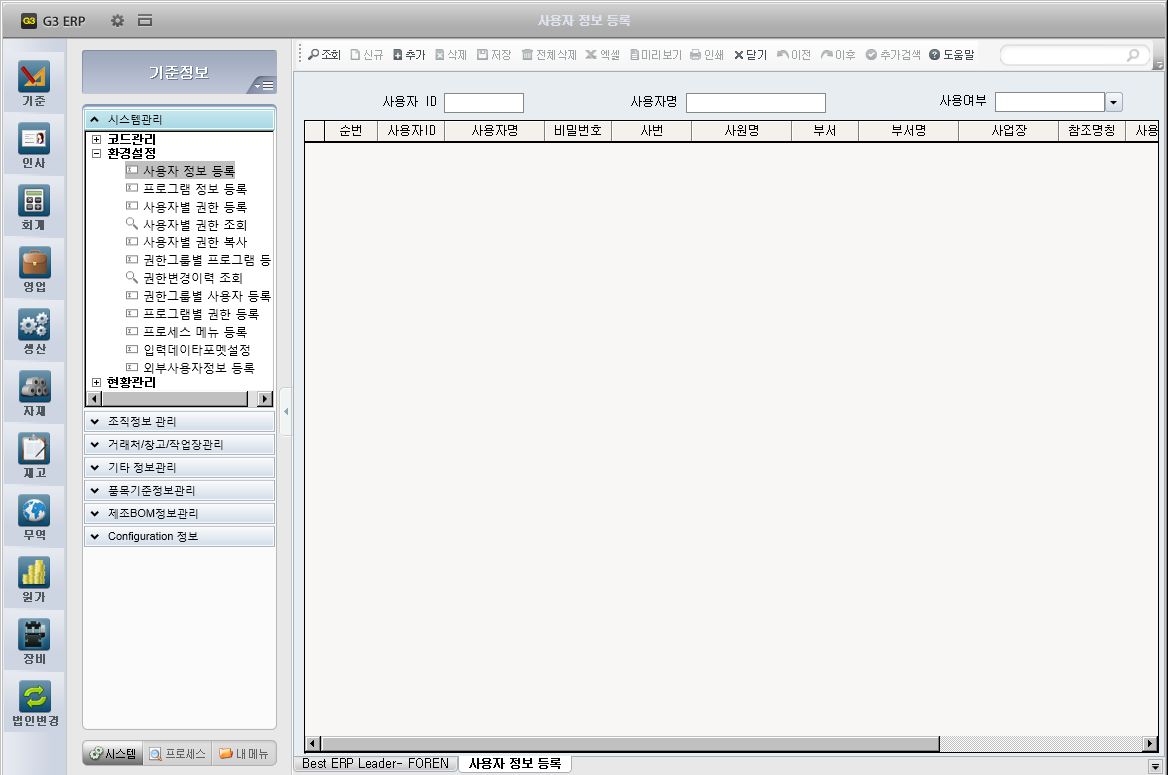 G3 G3 ERP 사용자 정보 등록
조회 신규 추가 삭제 저장 전체삭제 엑셀 미리보기 인쇄 닫기 이전 이후 추가검색 도움말
기준
인사
회계
영업
생산
자재
재고
무역
원가
장비
법인변경
기준정보
시스템관리
코드관리
환경설정
사용자 정보 등록
프로그램 정보 등록
사용자별 권한 등록
사용자별 권한 조회
사용자별 권한 복사
권한그룹별 프로그램 등
권한변경이력 조회
권한그룹별 사용자 등록
프로그램별 권한 등록
프로세스 메뉴 등록
입력데이타포멧설정
외부사용자정보 등록
현황관리
조직정보 관리
거래처/창고/작업장관리
기타 정보관리
품목기준정보관리
제조BOM정보관리
Configuration 정보
시스템 프로세스 내 메뉴
사용자 ID 사용자명 사용여부
순번 사용자ID 사용자명 비밀번호 사번 사원명 부서 부서명 사업장 참조명칭 사용
Best ERP Leader- FOREN 사용자 정보 등록